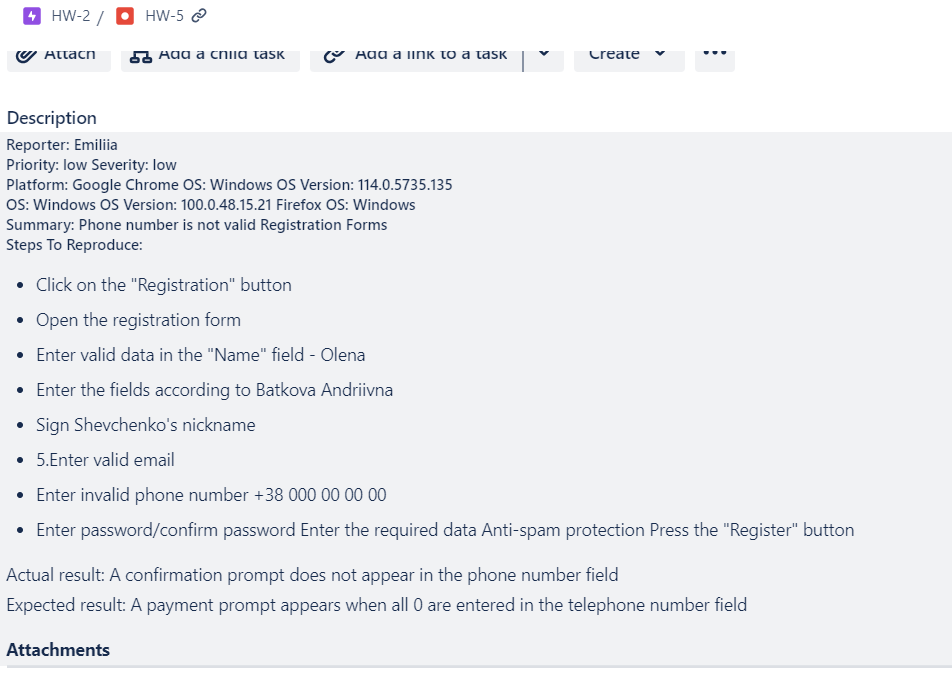 HW-2 / HW-5
Attach Add a child task Add a link to a task Create
Description
Reporter: Emiliia
Priority: low Severity: low
Platform: Google Chrome OS: Windows OS Version: 114.0.5735.135
OS: Windows OS Version: 100.0.48.15.21 Firefox OS: Windows
Summary: Phone number is not valid Registration Forms
Steps To Reproduce:
• Click on the "Registration" button
• Open the registration form
• Enter valid data in the "Name" field - Olena
• Enter the fields according to Batkova Andriivna
• Sign Shevchenko's nickname
• 5.Enter valid email
• Enter invalid phone number +38 000 00 00 00
• Enter password/confirm password Enter the required data Anti-spam protection Press the "Register" button
Actual result: A confirmation prompt does not appear in the phone number field
Expected result: A payment prompt appears when all 0 are entered in the telephone number field
Attachments